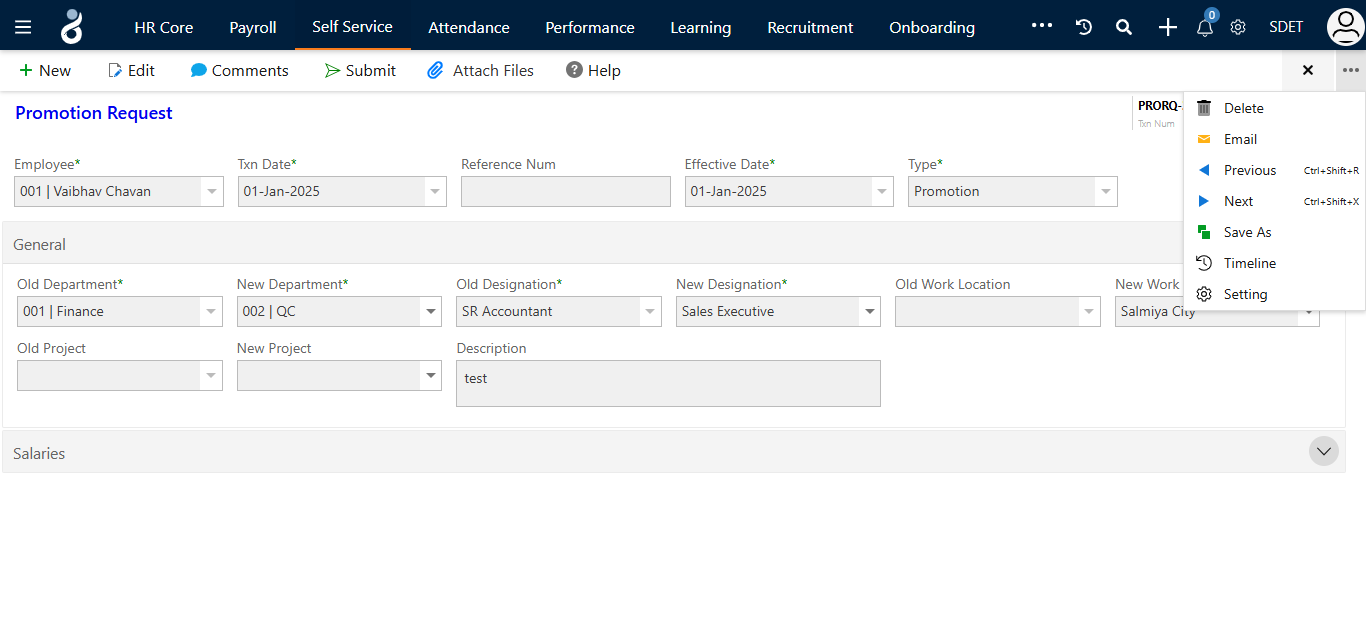 HR Core Payroll Self Service Attendance Performance Learning Recruitment Onboarding 0 SDET
New Edit Comments Submit Attach Files Help
Promotion Request
PRORQ-
Txn Num
Delete
Email
Previous Ctrl+Shift+R
Next Ctrl+Shift+X
Save As
Timeline
Setting
Employee* Txn Date* Reference Num Effective Date* Type*
001 | Vaibhav Chavan 01-Jan-2025 01-Jan-2025 Promotion
General
Old Department* New Department* Old Designation* New Designation* Old Work Location New Work
001 | Finance 002 | QC SR Accountant Sales Executive Salmiya City
Old Project New Project Description
test
Salaries